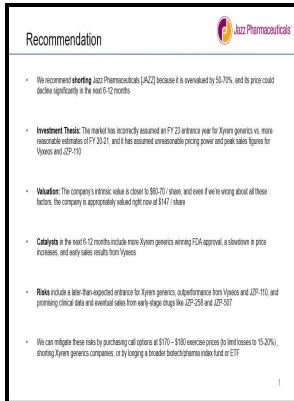 Recommendation
Jazz Pharmaceuticals
• We recommend shorting Jazz Pharmaceuticals [JAZZ] because it is overvalued by 50-70%, and its price could
decline significantly in the next 6-12 months
• Investment Thesis: The market has incorrectly assumed an FY 23 entrance year for Xyrem generics vs. more
reasonable estimates of FY 20-21, and it has assumed unreasonable pricing power and peak sales figures for
Vyxeos and JZP-110
• Valuation: The company's intrinsic value is closer to $60-70 / share, and even if we're wrong about all these
factors, the company is appropriately valued right now at $147 / share
• Catalysts in the next 6-12 months include more Xyrem generics winning FDA approval, a slowdown in price
increases, and early sales results from Vyxeos
• Risks include a later-than-expected entrance for Xyrem generics, outperformance from Vyxeos and JZP-110, and
promising clinical data and eventual sales from early-stage drugs like JZP-258 and JZP-507
• We can mitigate these risks by purchasing call options at $170 – $180 exercise prices (to limit losses to 15-20%) ,
shorting Xyrem generics companies, or by longing a broader biotech/pharma index fund or ETF
1